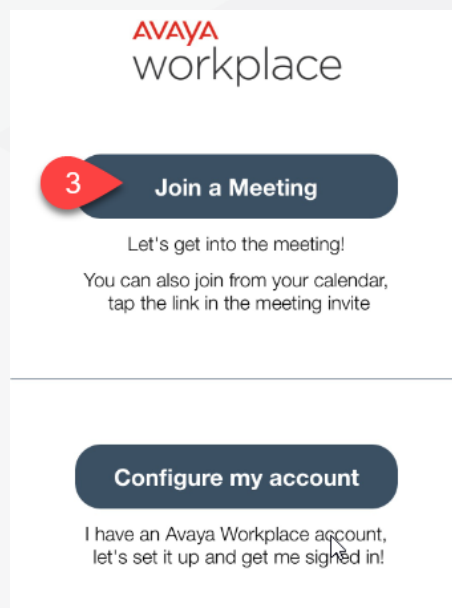 AVAYA
workplace
3
Join a Meeting
Let's get into the meeting!
You can also join from your calendar,
tap the link in the meeting invite
Configure my account
I have an Avaya Workplace account,
let's set it up and get me signed in!